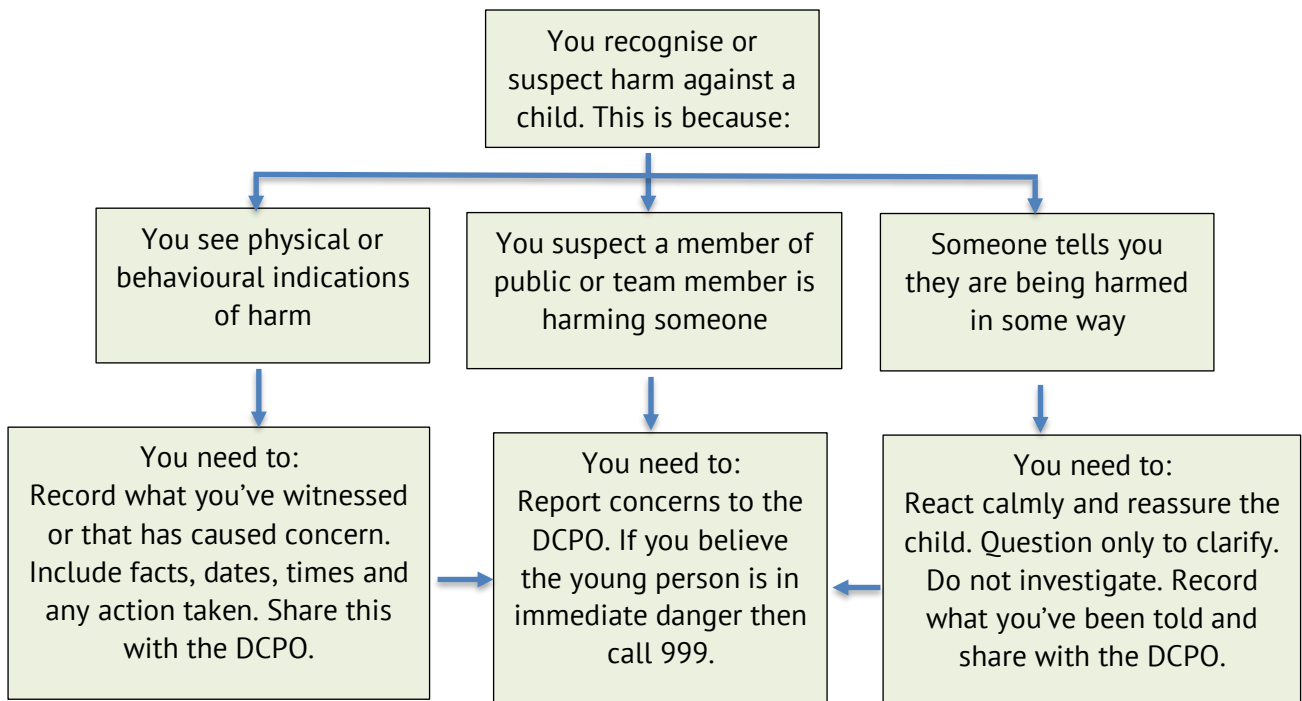 You recognise or
suspect harm against a
child. This is because:
You see physical or
behavioural indications
of harm
You suspect a member of
public or team member is
harming someone
Someone tells you
they are being harmed
in some way
You need to:
Record what you’ve witnessed
or that has caused concern.
Include facts, dates, times and
any action taken. Share this
with the DCPO.
You need to:
Report concerns to the
DCPO. If you believe
the young person is in
immediate danger then
call 999.
You need to:
React calmly and reassure the
child. Question only to clarify.
Do not investigate. Record
what you’ve been told and
share with the DCPO.